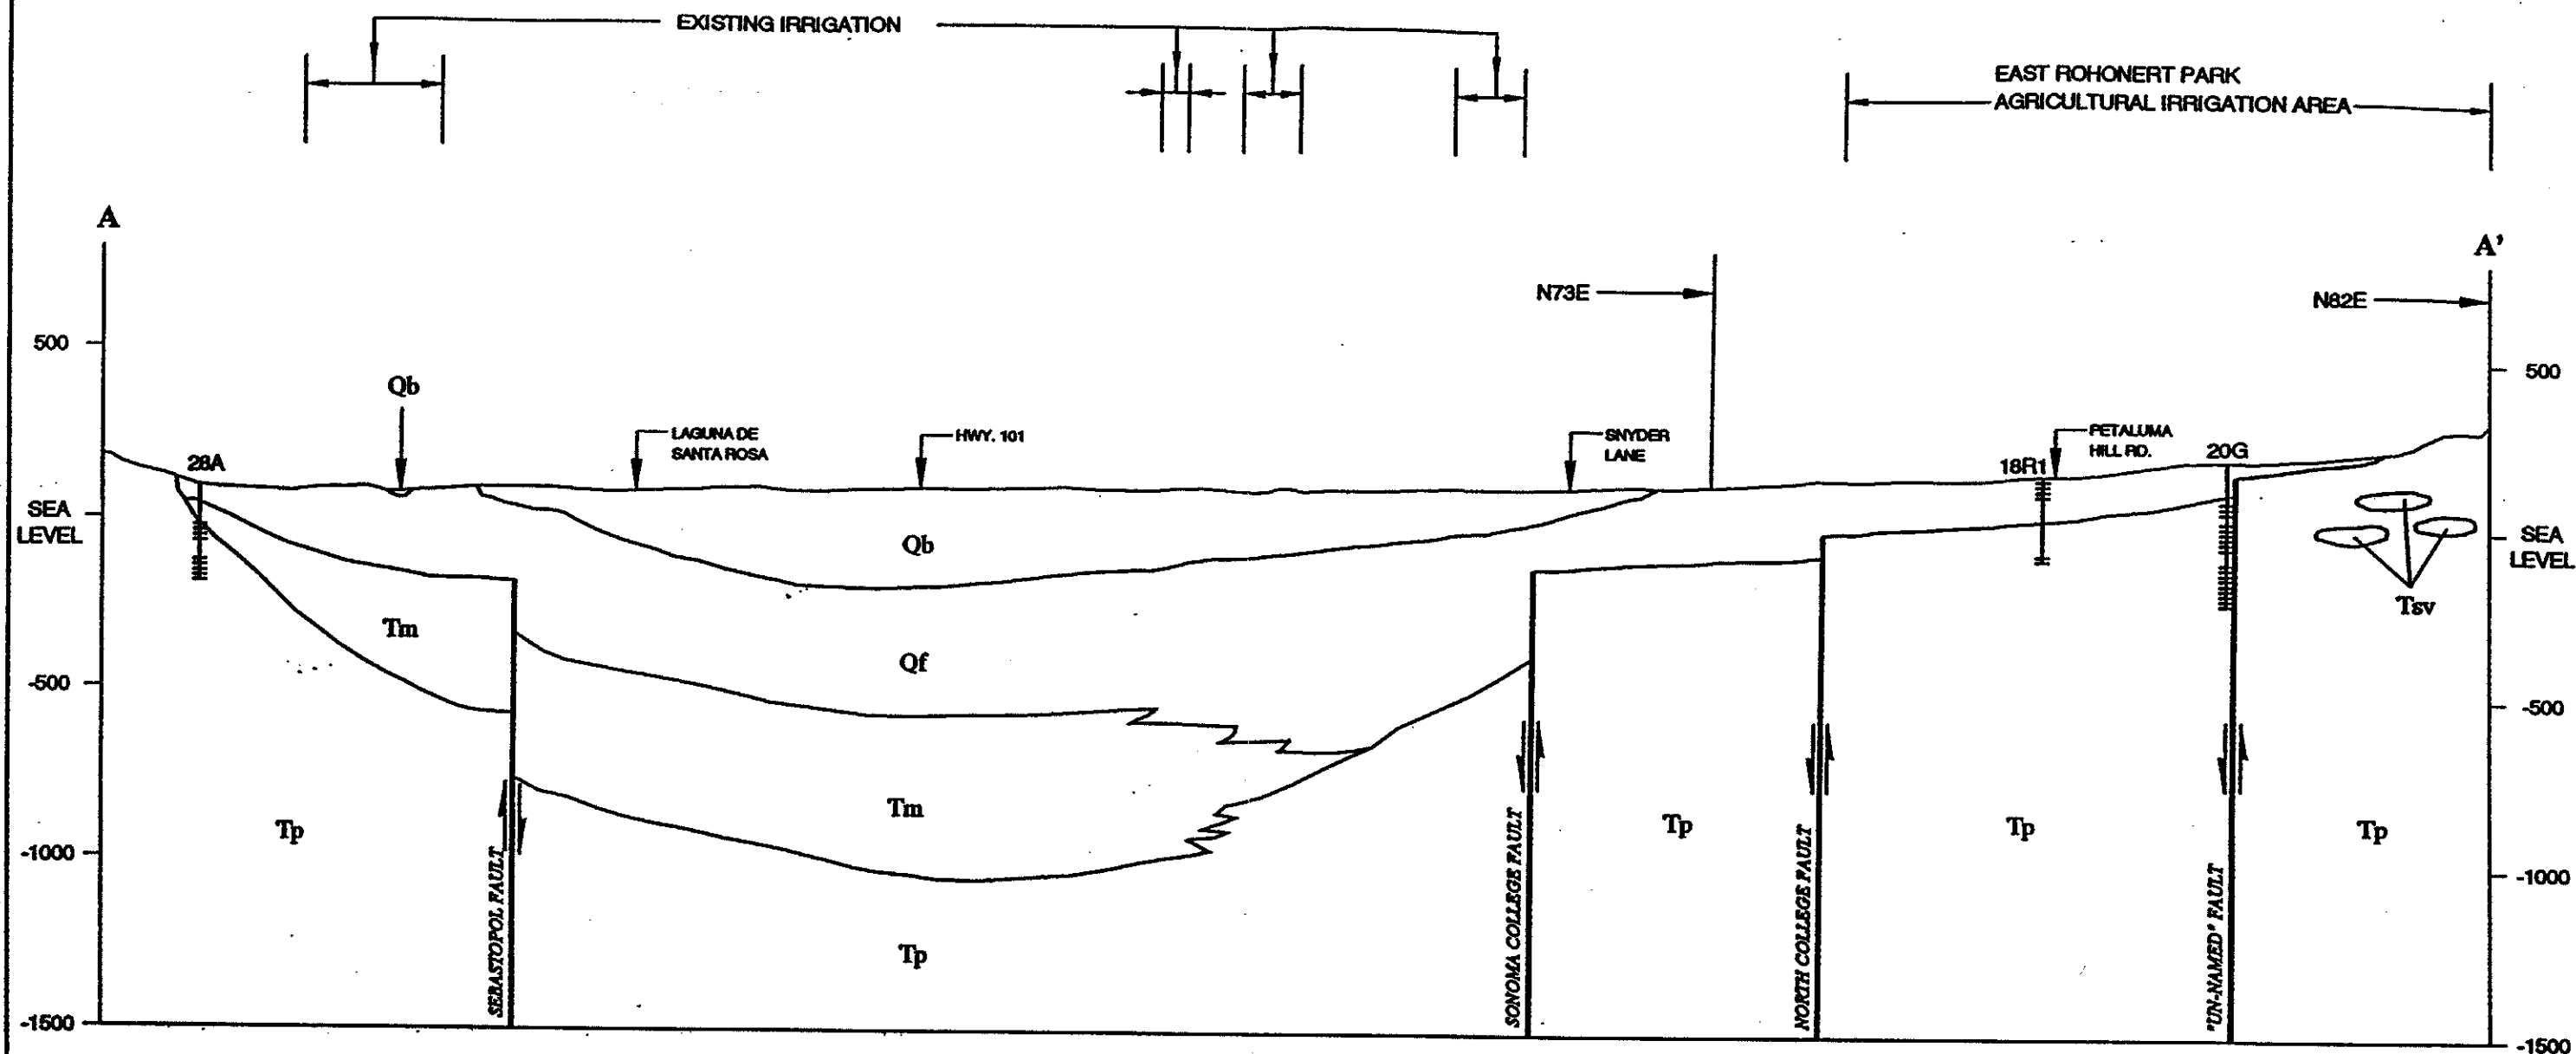 EXISTING IRRIGATION
EAST ROHONERT PARK
AGRICULTURAL IRRIGATION AREA
A
A'
N73E
N82E
500
500
Qb
LAGUNA DE
SANTA ROSA
HWY. 101
SNYDER
LANE
PETALUMA
HILL RD.
28A
18R1
20G
SEA
LEVEL
SEA
LEVEL
Qb
Tsv
Tm
Qf
-500
-500
Tm
Tp
Tp
Tp
Tp
-1000
-1000
SEBASTOPOL FAULT
SONOMA COLLEGE FAULT
NORTH COLLEGE FAULT
"UN-NAMED" FAULT
Tp
-1500
-1500